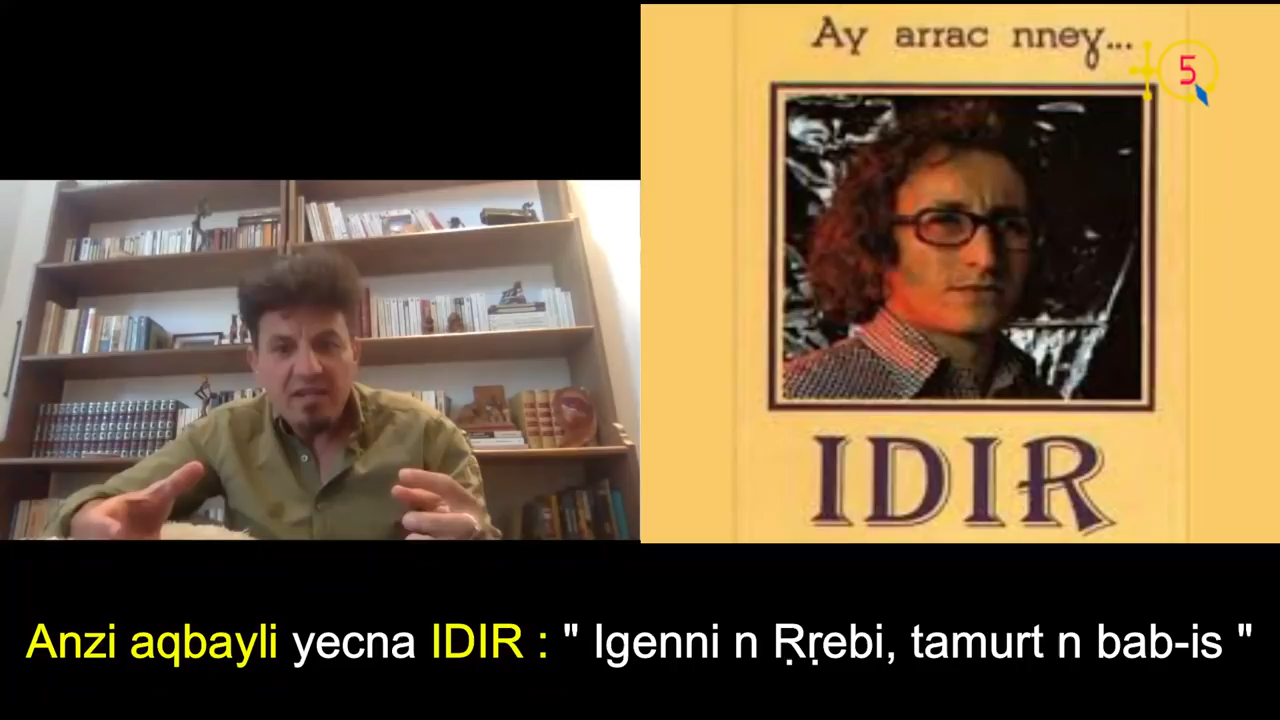 Ay arrac nneɣ...
5
IDIR
Anzi aqbayli yecna IDIR : " Igenni n Ṛṛebi, tamurt n bab-is "